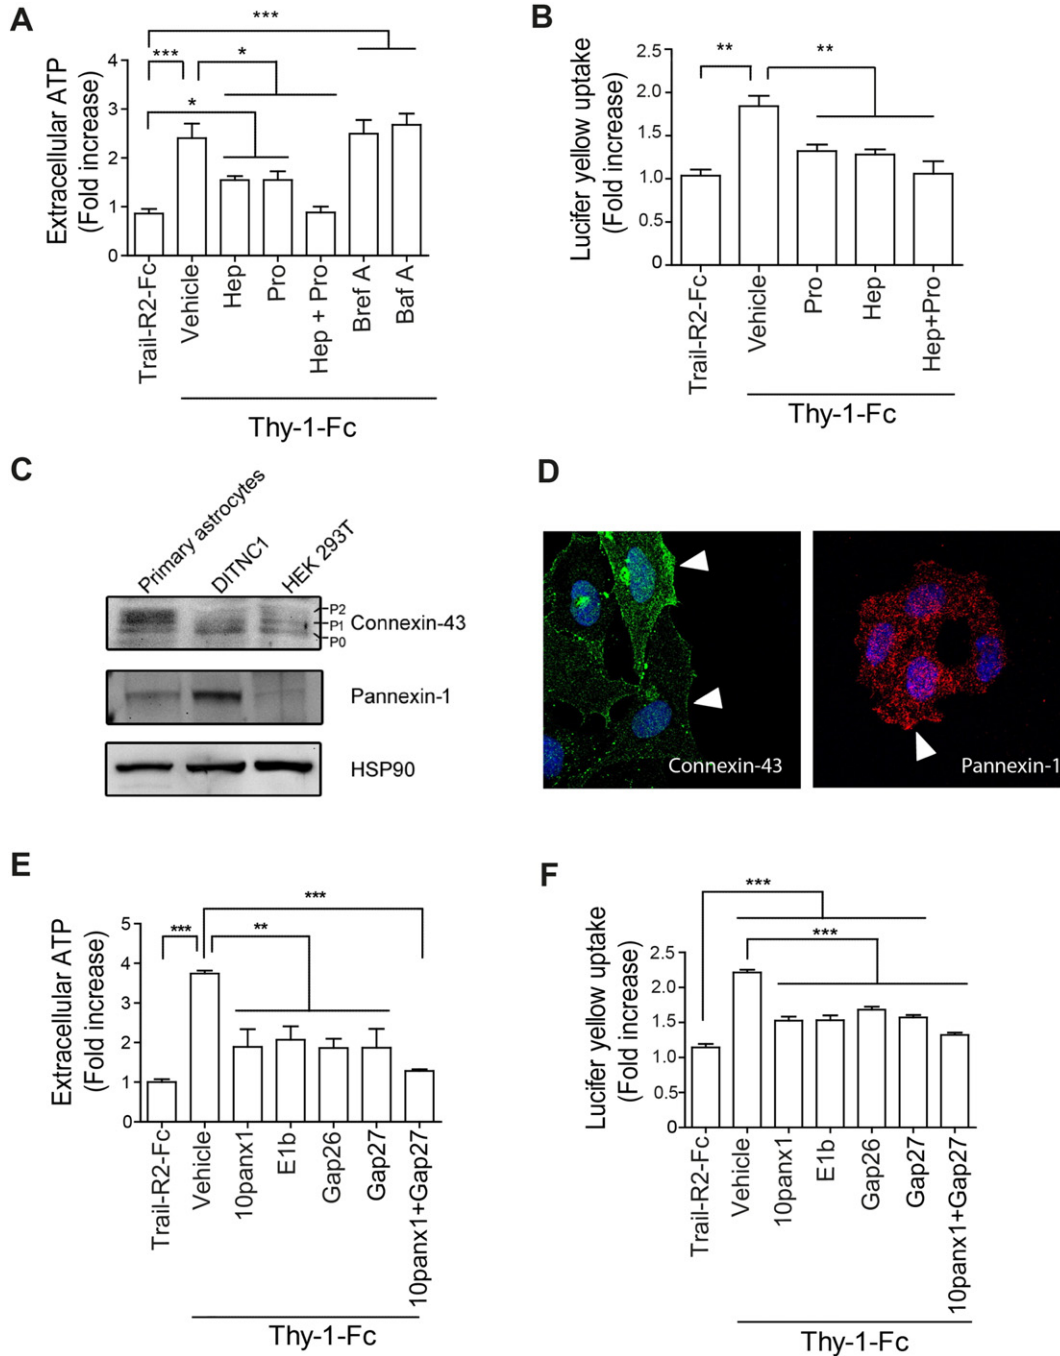 A
***
***
*
*
Extracellular ATP
(Fold increase)
4
3
2
1
0
Trail-R2-Fc
Vehicle
Hep
Pro
Hep + Pro
Bref A
Baf A
Thy-1-Fc
B
**
**
Lucifer yellow uptake
(Fold increase)
2.5
2.0
1.5
1.0
0.5
0
Trail-R2-Fc
Vehicle
Pro
Hep
Hep+Pro
Thy-1-Fc
C
Primary astrocytes
DITNC1
HEK 293T
P2
P1
P0
Connexin-43
Pannexin-1
HSP90
D
Connexin-43
Pannexin-1
E
***
***
**
Extracellular ATP
(Fold increase)
5
4
3
2
1
0
Trail-R2-Fc
Vehicle
10panx1
E1b
Gap26
Gap27
10panx1+Gap27
Thy-1-Fc
F
***
***
Lucifer yellow uptake
(Fold increase)
2.5
2.0
1.5
1.0
0.5
0
Trail-R2-Fc
Vehicle
10panx1
E1b
Gap26
Gap27
10panx1+Gap27
Thy-1-Fc